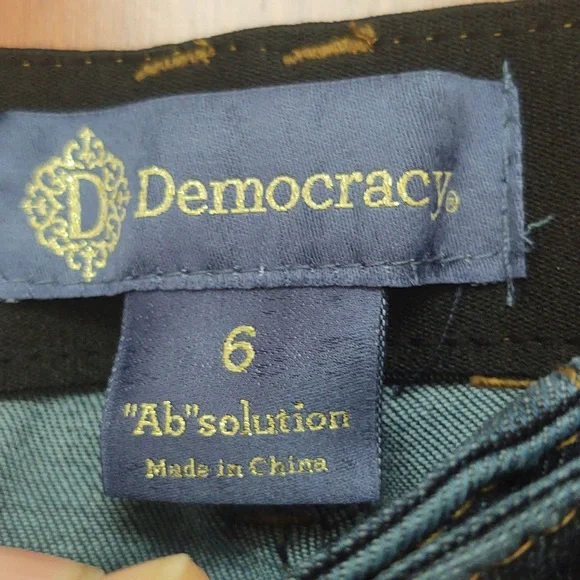 D Democracy®
6
"Ab"solution
Made in China